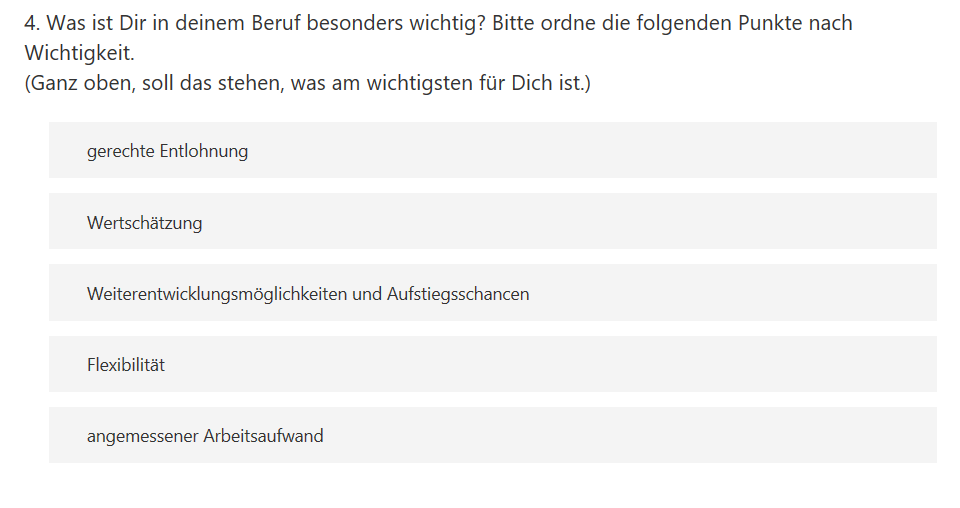 4. Was ist Dir in deinem Beruf besonders wichtig? Bitte ordne die folgenden Punkte nach
Wichtigkeit.
(Ganz oben, soll das stehen, was am wichtigsten für Dich ist.)
gerechte Entlohnung
Wertschätzung
Weiterentwicklungsmöglichkeiten und Aufstiegsschancen
Flexibilität
angemessener Arbeitsaufwand